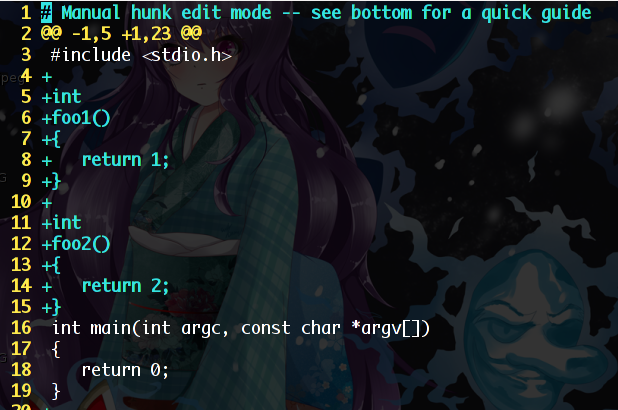 1 # Manual hunk edit mode -- see bottom for a quick guide
2 @@ -1,5 +1,23 @@
3  #include <stdio.h>
4 +
5 +int
6 +foo1()
7 +{
8 +   return 1;
9 +}
10 +
11 +int
12 +foo2()
13 +{
14 +   return 2;
15 +}
16  int main(int argc, const char *argv[])
17  {
18     return 0;
19  }
20 +